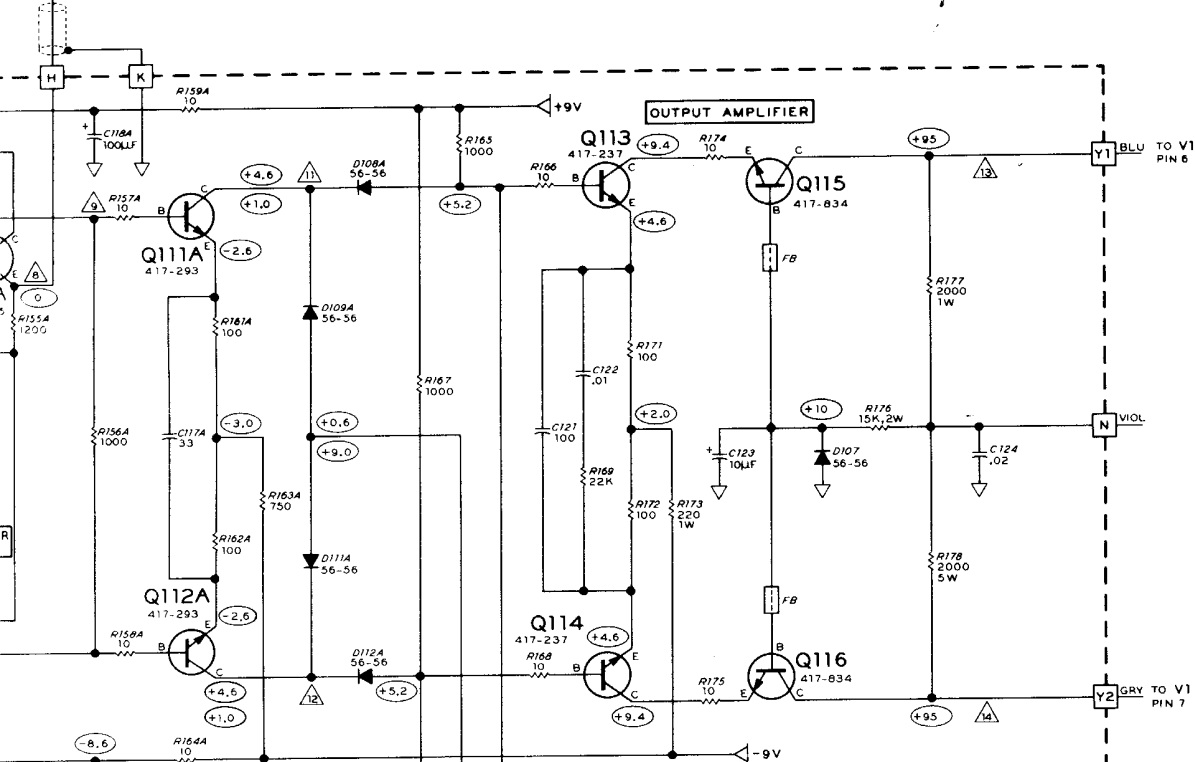 H
K
R159A
10
+9V
OUTPUT AMPLIFIER
+
C118A
100µF
R165
1000
Q113
417-237
+9.4
R174
10
+95
Y1
BLU
TO V1
PIN 6
13
E
C
Q115
417-834
B
+4.6
11
D108A
56-56
R166
10
B
C
E
+4.6
+1.0
+5.2
9
R157A
10
B
C
E
Q111A
417-293
-2.6
C
E
8
0
R155A
1200
FB
D109A
56-56
R177
2000
1W
R161A
100
R171
100
C122
.01
R167
1000
-3.0
+0.6
+9.0
+2.0
+10
R176
15K,2W
N
VIOL
R156A
1000
C117A
33
C121
100
+
C123
10µF
D107
56-56
C124
.02
R163A
750
R169
22K
R172
100
R173
220
1W
R
R162A
100
D111A
56-56
R178
2000
5W
FB
Q112A
417-293
-2.6
Q114
417-237
+4.6
R158A
10
B
E
C
D112A
56-56
R168
10
B
E
C
B
Q116
417-834
E
C
R175
10
+4.6
+1.0
12
+5.2
+9.4
+95
14
Y2
GRY
TO V1
PIN 7
-8.6
R164A
10
-9V